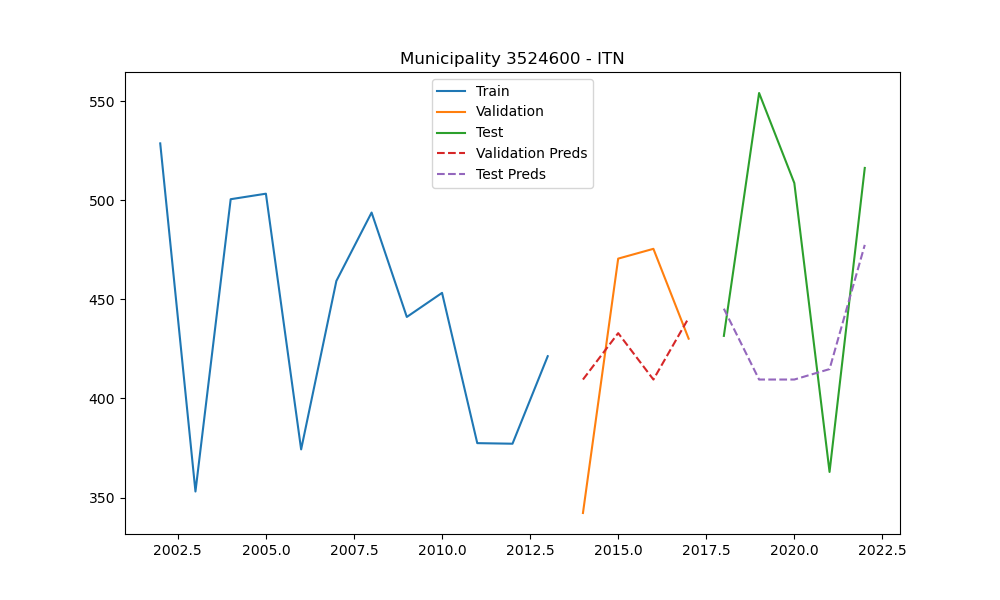 Municipality 3524600 - ITN
Train
Validation
Test
Validation Preds
Test Preds
550
500
450
400
350
2002.5 2005.0 2007.5 2010.0 2012.5 2015.0 2017.5 2020.0 2022.5